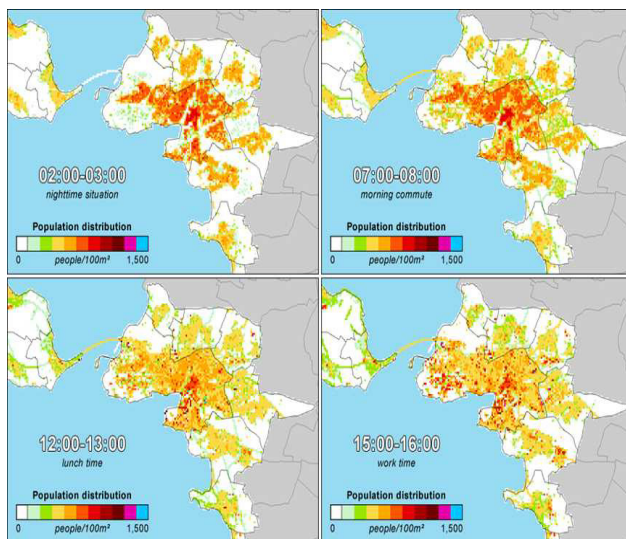 02:00-03:00
nighttime situation
Population distribution
0 people/100m² 1,500
07:00-08:00
morning commute
Population distribution
0 people/100m² 1,500
12:00-13:00
lunch time
Population distribution
0 people/100m² 1,500
15:00-16:00
work time
Population distribution
0 people/100m² 1,500